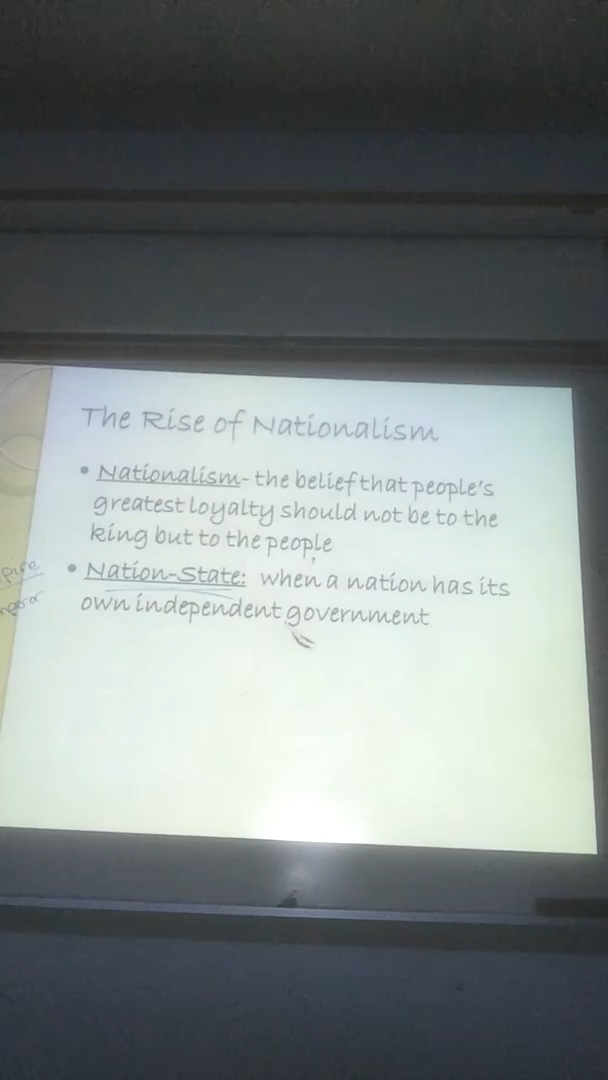 The Rise of Nationalism
• Nationalism- the belief that people's
greatest loyalty should not be to the
king but to the people
• Nation-State: when a nation has its
own independent government